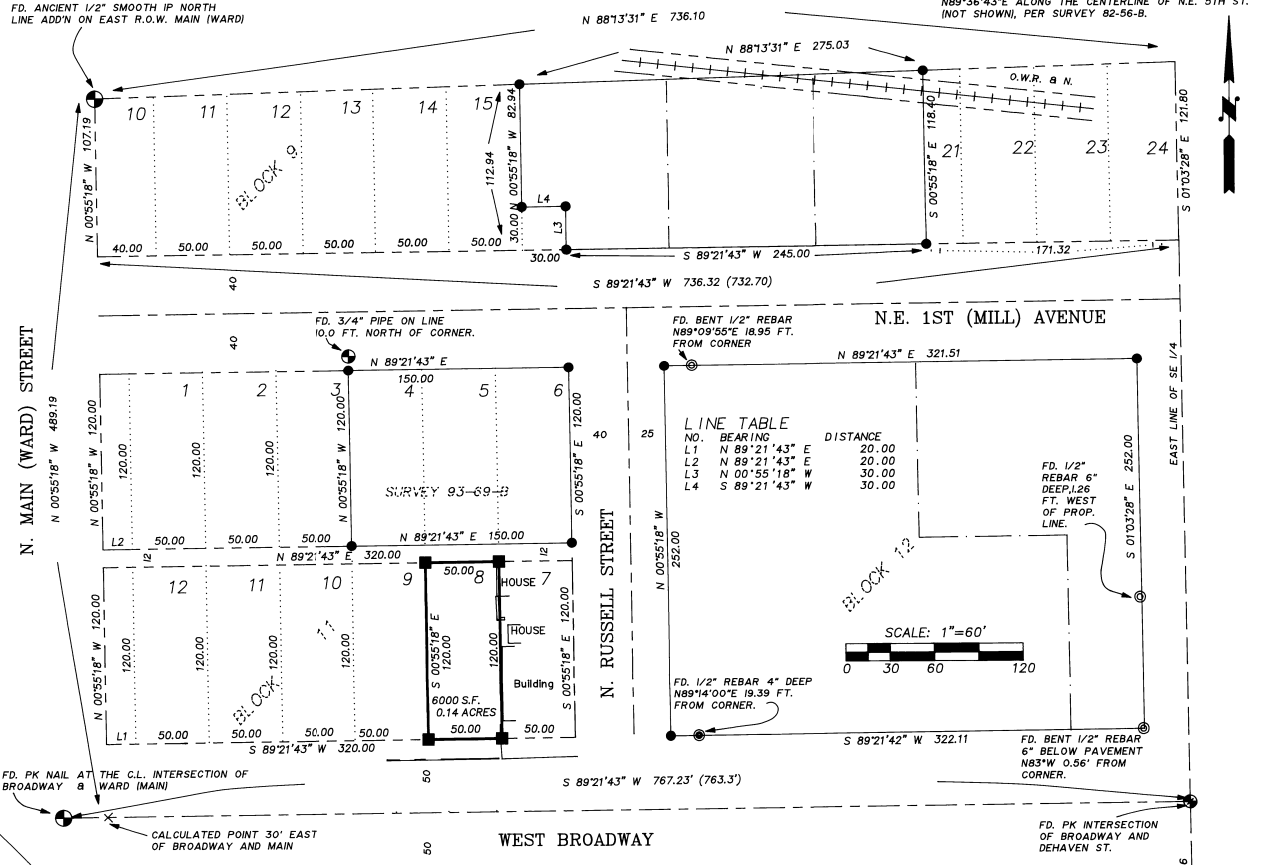 FD. ANCIENT 1/2" SMOOTH IP NORTH
LINE ADD'N ON EAST R.O.W. MAIN (WARD)
N 88°13'31" E 736.10
N89°36'43"E ALONG THE CENTERLINE OF N.E. 5TH ST.
(NOT SHOWN), PER SURVEY 82-56-B.
N 88°13'31" E 275.03
O.W.R. & N.
N
10
11
12
13
14
15
21
22
23
24
N 00°55'18" W 107.19
BLOCK 9
112.94
N 00°55'18" W 82.94
30.00
L4
L3
S 00°55'18" E 118.40
S 01°03'28" E 121.80
40.00
50.00
50.00
50.00
50.00
50.00
30.00
S 89°21'43" W 245.00
171.32
S 89°21'43" W 736.32 (732.70)
40
40
N.E. 1ST (MILL) AVENUE
N. MAIN (WARD) STREET
N 00°55'18" W 489.19
FD. 3/4" PIPE ON LINE
10.0 FT. NORTH OF CORNER.
FD. BENT 1/2" REBAR
N89°09'55"E 18.95 FT.
FROM CORNER
N 89°21'43" E
150.00
N 89°21'43" E 321.51
1
2
3
4
5
6
N 00°55'18" W 120.00
120.00
120.00
120.00
N 00°55'18" W 120.00
S 00°55'18" E 120.00
SURVEY 93-69-B
40
25
LINE TABLE
NO. BEARING DISTANCE
L1 N 89°21'43" E 20.00
L2 N 89°21'43" E 20.00
L3 N 00°55'18" W 30.00
L4 S 89°21'43" W 30.00
FD. 1/2"
REBAR 6"
DEEP,1.26
FT. WEST
OF PROP.
LINE.
S 01°03'28" E 252.00
EAST LINE OF SE 1/4
L2
50.00
50.00
50.00
N 89°21'43" E 150.00
12
N 89°21'43" E 320.00
12
N. RUSSELL STREET
N 00°55'18" W
252.00
BLOCK 12
12
11
10
9
8
7
50.00
HOUSE
HOUSE
Building
N 00°55'18" W 120.00
120.00
120.00
120.00
S 00°55'18" E
120.00
120.00
S 00°55'18" E 120.00
BLOCK 11
6000 S.F.
0.14 ACRES
SCALE: 1"=60'
0 30 60 120
FD. 1/2" REBAR 4" DEEP
N89°14'00"E 19.39 FT.
FROM CORNER.
L1
50.00
50.00
50.00
50.00
50.00
50.00
S 89°21'43" W 320.00
S 89°21'42" W 322.11
FD. BENT 1/2" REBAR
6" BELOW PAVEMENT
N83°W 0.56' FROM
CORNER.
FD. PK NAIL AT THE C.L. INTERSECTION OF
BROADWAY & WARD (MAIN)
50
S 89°21'43" W 767.23' (763.3')
CALCULATED POINT 30' EAST
OF BROADWAY AND MAIN
50
WEST BROADWAY
FD. PK INTERSECTION
OF BROADWAY AND
DEHAVEN ST.
6